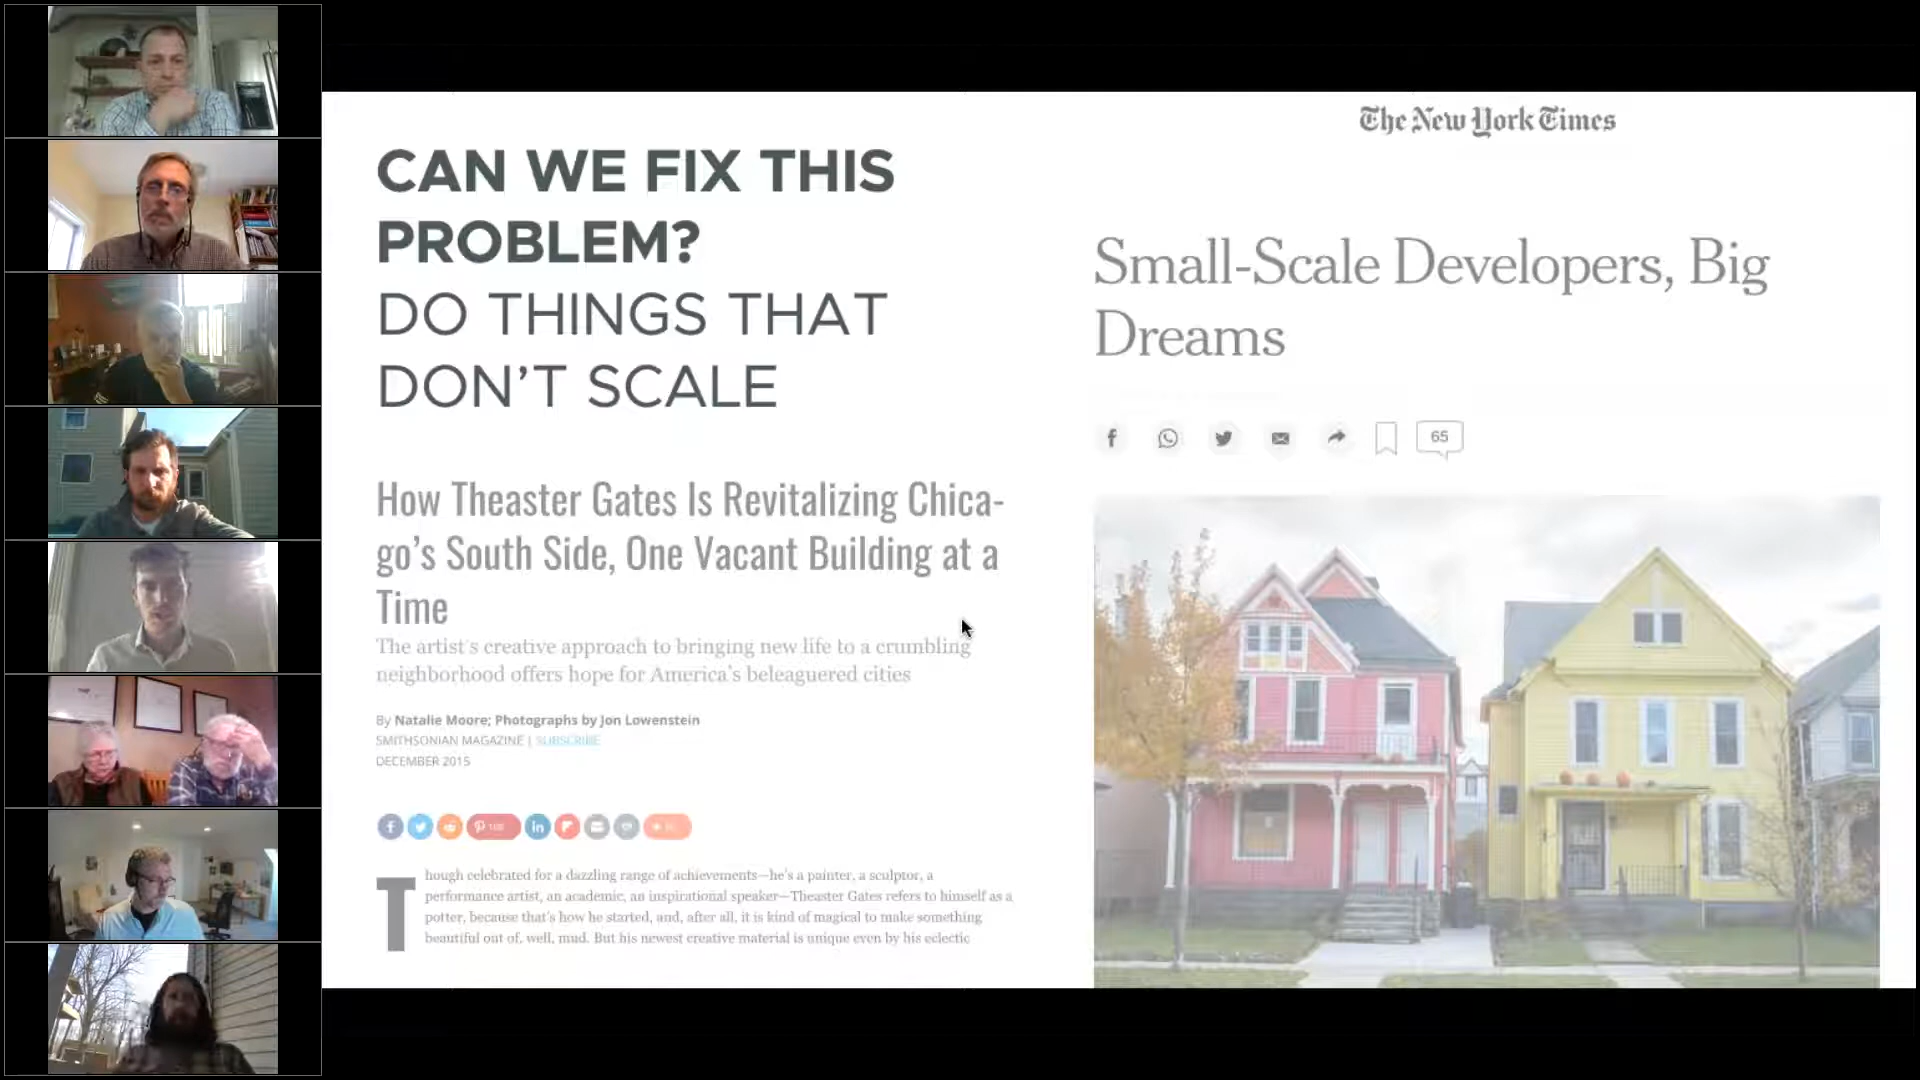 CAN WE FIX THIS
PROBLEM?
DO THINGS THAT
DON'T SCALE
How Theaster Gates Is Revitalizing Chica-
go's South Side, One Vacant Building at a
Time
The artist's creative approach to bringing new life to a crumbling
neighborhood offers hope for America's beleaguered cities
By Natalie Moore; Photographs by Jon Lowenstein
SMITHSONIAN MAGAZINE | SUBSCRIBE
DECEMBER 2015
Though celebrated for a dazzling range of achievements—he's a painter, a sculptor, a
performance artist, an academic, an inspirational speaker—Theaster Gates refers to himself as a
potter, because that's how he started, and, after all, it is kind of magical to make something
beautiful out of, well, mud. But his newest creative material is unique even by his eclectic
The New York Times
Small-Scale Developers, Big
Dreams
65